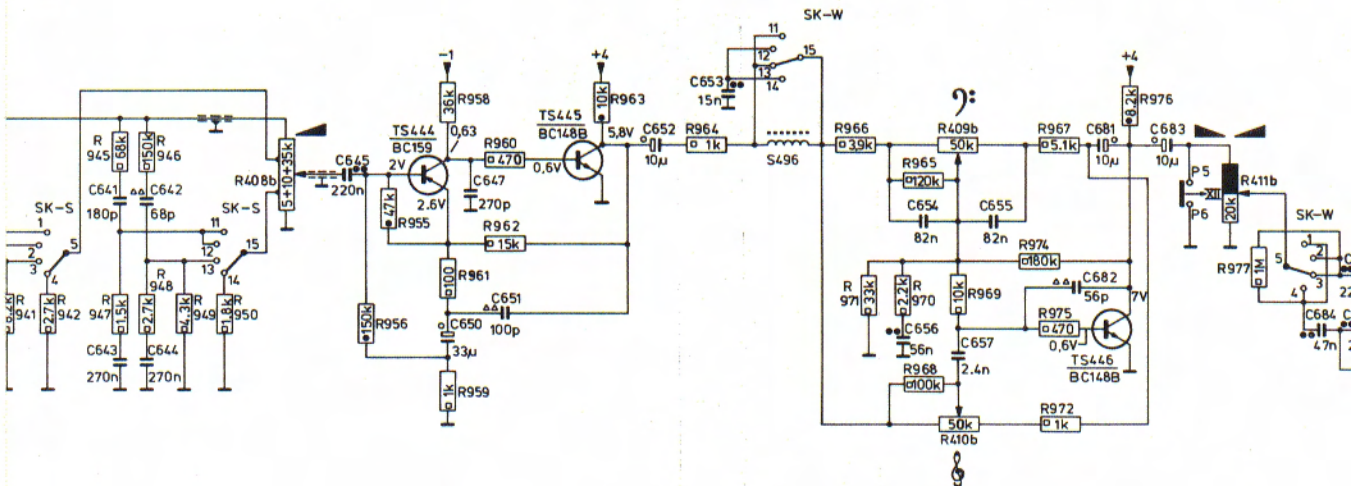 R
945
68k
150k
R
946
C641
180p
C642
68p
SK-S
1
2
3
4
5
R
941
8.2k
2.7k
R
942
R
947
1.5k
R
948
2.7k
4.3k
R
949
1.8k
R
950
C643
270n
C644
270n
SK-S
11
12
13
14
15
R408b
5+10+35k
C645
220n
-1
36k
R958
TS444
BC159
0,63
2V
2.6V
R960
470
C647
270p
47k
R955
R962
15k
R961
100
C651
100p
150k
R956
C650
33µ
1k
R959
+4
10k
R963
TS445
BC148B
5,8V
0,6V
C652
10µ
R964
1k
SK-W
11
12
13
14
15
C653
15n
S496
R966
3,9k
R409b
50k
R967
5.1k
C681
10µ
+4
8.2k
R976
C683
10µ
R965
120k
C654
82n
C655
82n
R974
180k
R
971
33k
2.2k
R
970
10k
R969
C682
56p
7V
C656
56n
C657
2.4n
R975
470
0,6V
TS446
BC148B
R968
100k
50k
R410b
R972
1k
P5
XII
P6
R411b
20k
SK-W
1
2
3
4
5
R977
1M
C684
47n
C
22
C
2